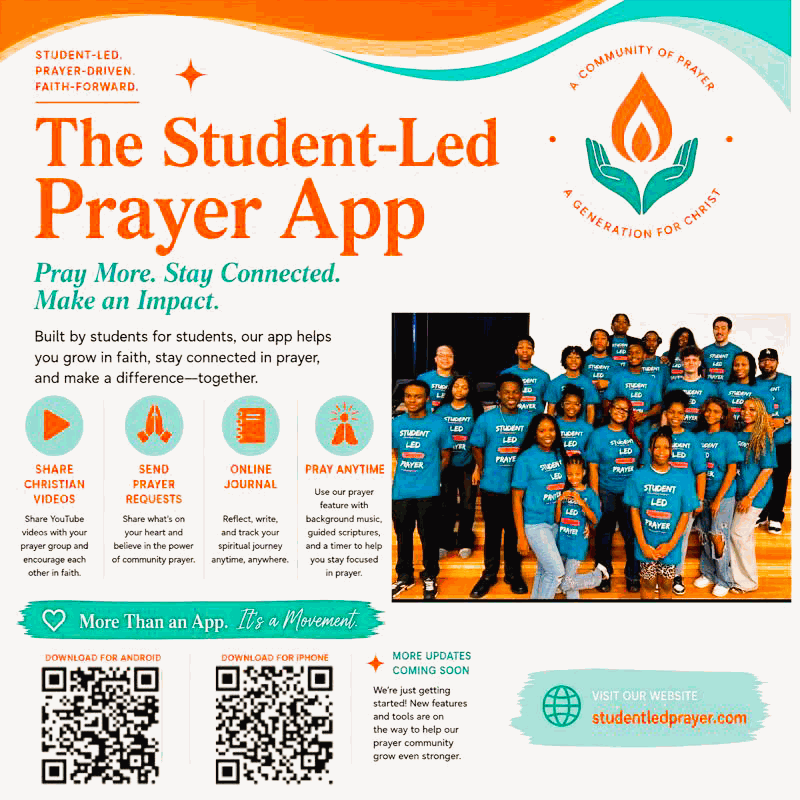 STUDENT-LED.
PRAYER-DRIVEN.
FAITH-FORWARD.
A COMMUNITY OF PRAYER
A GENERATION FOR CHRIST
The Student-Led
Prayer App
Pray More. Stay Connected.
Make an Impact.
Built by students for students, our app helps
you grow in faith, stay connected in prayer,
and make a difference—together.
SHARE
CHRISTIAN
VIDEOS
Share YouTube
videos with your
prayer group and
encourage each
other in faith.
SEND
PRAYER
REQUESTS
Share what's on
your heart and
believe in the power
of community prayer.
ONLINE
JOURNAL
Reflect, write,
and track your
spiritual journey
anytime, anywhere.
PRAY ANYTIME
Use our prayer
feature with
background music,
guided scriptures,
and a timer to help
you stay focused
in prayer.
STUDENT
LED
PRAYER
More Than an App. It's a Movement.
DOWNLOAD FOR ANDROID
DOWNLOAD FOR iPHONE
MORE UPDATES
COMING SOON
We're just getting
started! New features
and tools are on
the way to help our
prayer community
grow even stronger.
VISIT OUR WEBSITE
studentledprayer.com